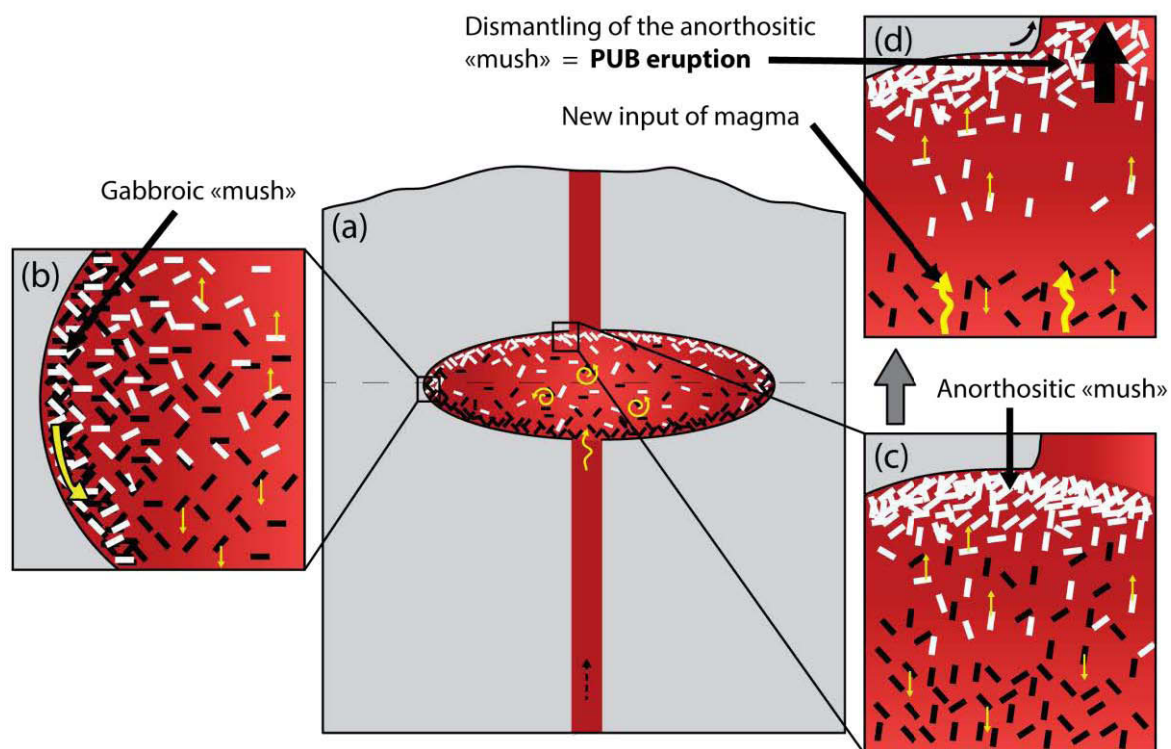 Dismantling of the anorthositic
«mush» = PUB eruption
(d)
New input of magma
Gabbroic «mush»
(a)
(b)
Anorthositic «mush»
(c)